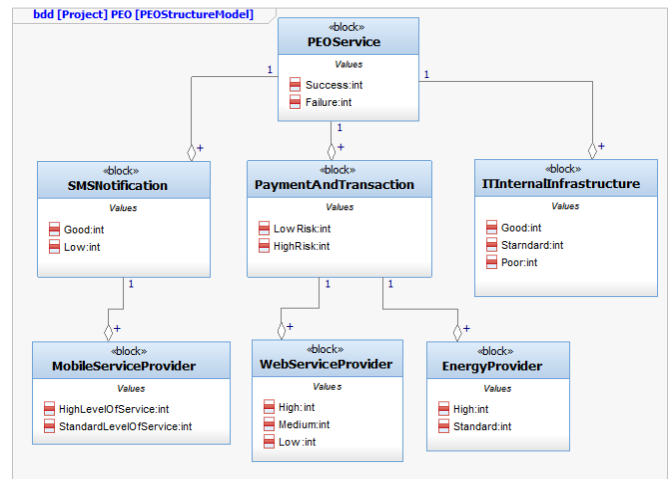 bdd [Project] PEO [PEOStructureModel]
«block»
PEOService
Values
Success:int
Failure:int
1
1
1
+
+
+
«block»
SMSNotification
Values
Good:int
Low:int
«block»
PaymentAndTransaction
Values
Low Risk:int
HighRisk:int
«block»
ITInternalInfrastructure
Values
Good:int
Starndard:int
Poor:int
1
1
1
+
+
+
«block»
MobileServiceProvider
Values
HighLevelOfService:int
StandardLevelOfService:int
«block»
WebServiceProvider
Values
High:int
Medium:int
Low:int
«block»
EnergyProvider
Values
High:int
Standard:int